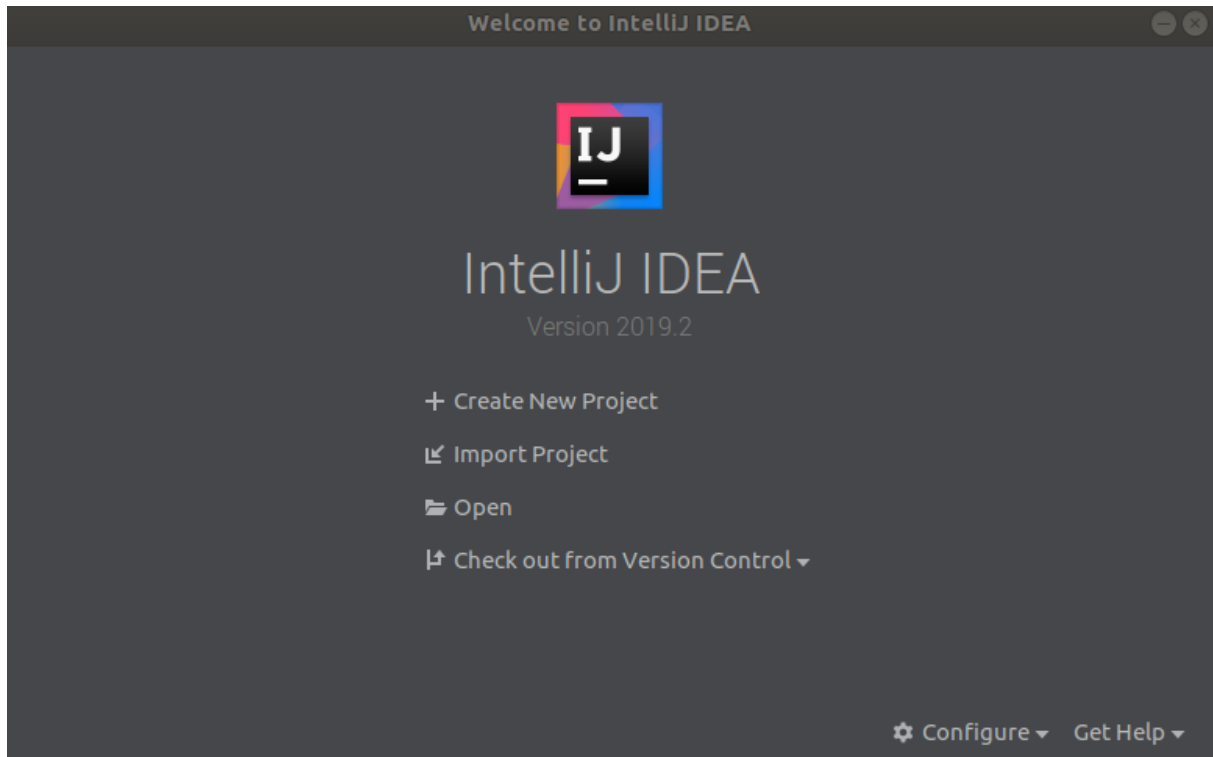 Welcome to IntelliJ IDEA
IJ
IntelliJ IDEA
Version 2019.2
Create New Project
Import Project
Open
Check out from Version Control
Configure Get Help